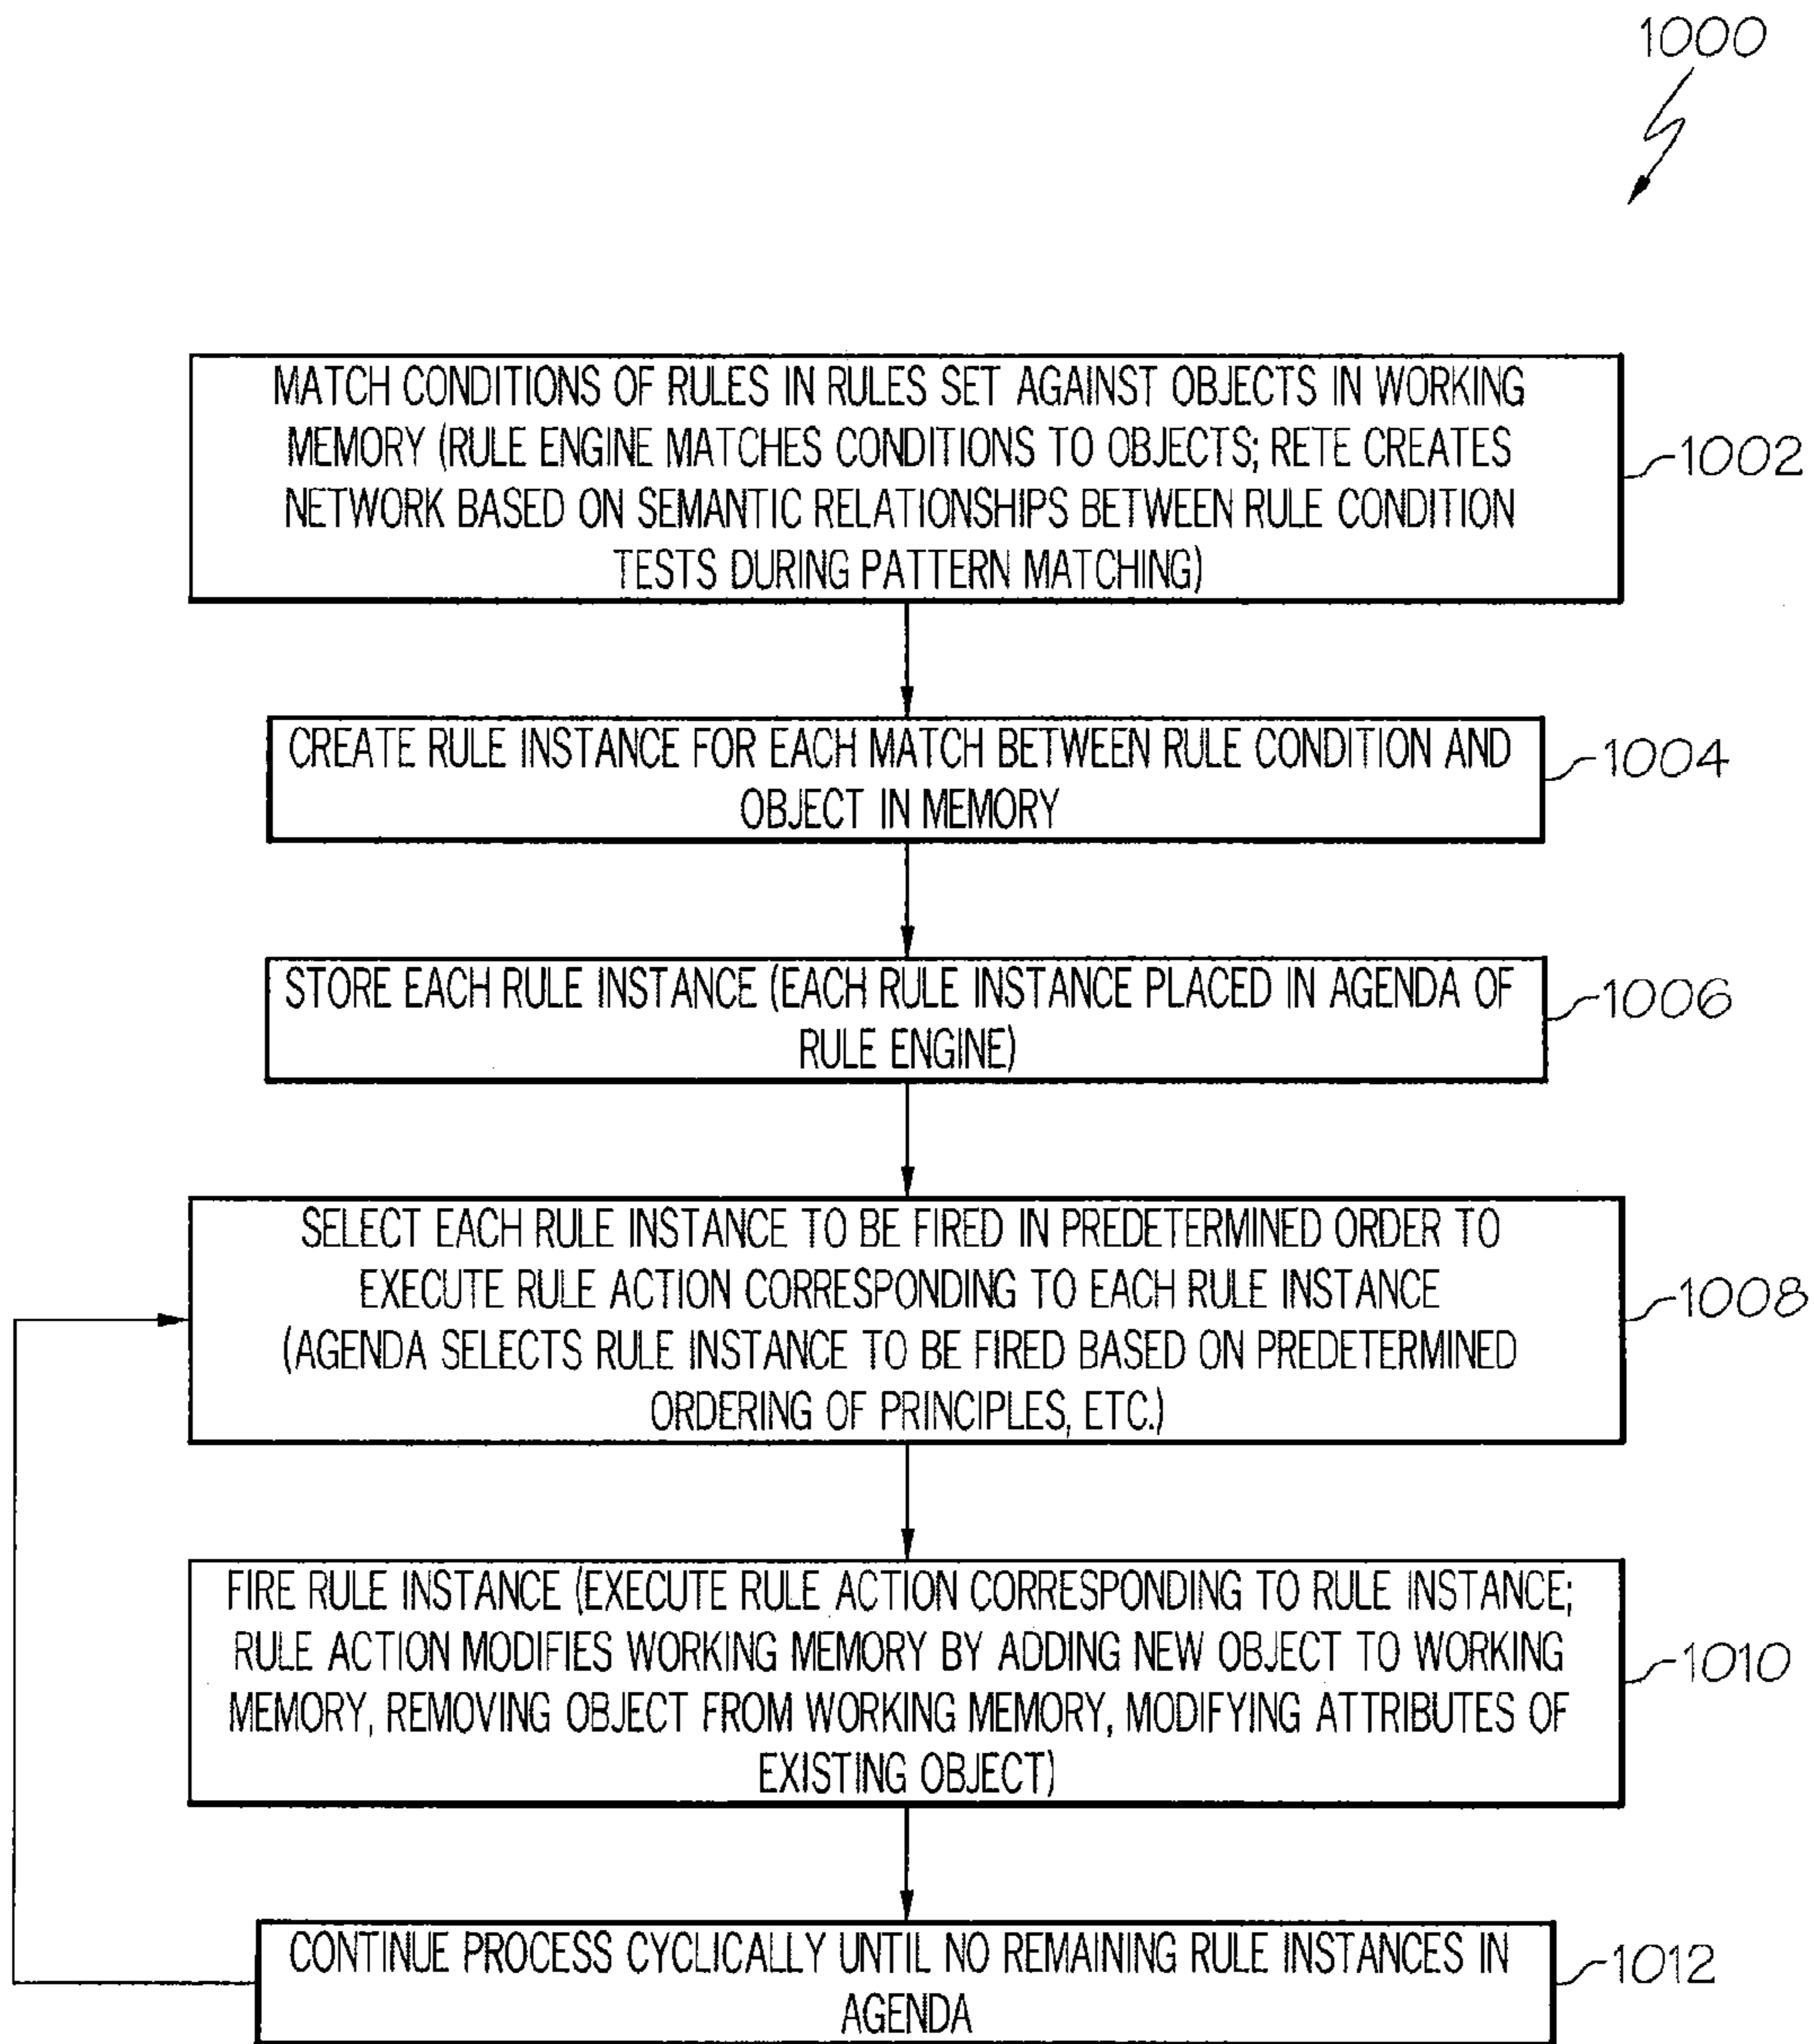 1000
MATCH CONDITIONS OF RULES IN RULES SET AGAINST OBJECTS IN WORKING
MEMORY (RULE ENGINE MATCHES CONDITIONS TO OBJECTS; RETE CREATES
NETWORK BASED ON SEMANTIC RELATIONSHIPS BETWEEN RULE CONDITION
TESTS DURING PATTERN MATCHING)
1002
CREATE RULE INSTANCE FOR EACH MATCH BETWEEN RULE CONDITION AND
OBJECT IN MEMORY
1004
STORE EACH RULE INSTANCE (EACH RULE INSTANCE PLACED IN AGENDA OF
RULE ENGINE)
1006
SELECT EACH RULE INSTANCE TO BE FIRED IN PREDETERMINED ORDER TO
EXECUTE RULE ACTION CORRESPONDING TO EACH RULE INSTANCE
(AGENDA SELECTS RULE INSTANCE TO BE FIRED BASED ON PREDETERMINED
ORDERING OF PRINCIPLES, ETC.)
1008
FIRE RULE INSTANCE (EXECUTE RULE ACTION CORRESPONDING TO RULE INSTANCE;
RULE ACTION MODIFIES WORKING MEMORY BY ADDING NEW OBJECT TO WORKING
MEMORY, REMOVING OBJECT FROM WORKING MEMORY, MODIFYING ATTRIBUTES OF
EXISTING OBJECT)
1010
CONTINUE PROCESS CYCLICALLY UNTIL NO REMAINING RULE INSTANCES IN
AGENDA
1012